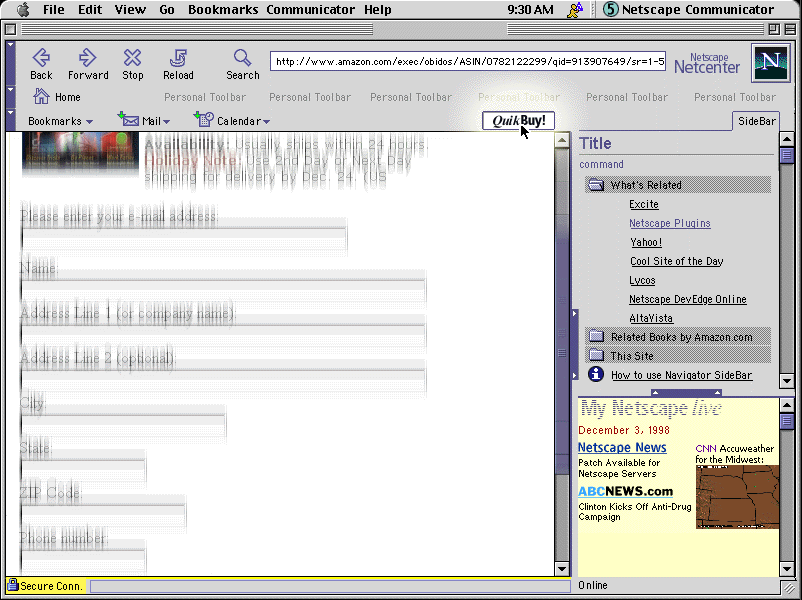 File Edit View Go Bookmarks Communicator Help 9:30 AM 5 Netscape Communicator
Back Forward Stop Reload Search
http://www.amazon.com/exec/obidos/ASIN/0782122299/qid=913907649/sr=1-5
Netscape
Netcenter
N
Home Personal Toolbar Personal Toolbar Personal Toolbar Personal Toolbar Personal Toolbar Personal Toolbar
Bookmarks Mail Calendar QuikBuy! SideBar
Availability: Usually ships within 24 hours.
Holiday Note: Use 2nd Day or Next Day
shipping for delivery by Dec. 24. (US
Please enter your e-mail address:
Name:
Address Line 1 (or company name):
Address Line 2 (optional):
City:
State:
ZIP Code
Phone number:
Title
command
What's Related
Excite
Netscape Plugins
Yahoo!
Cool Site of the Day
Lycos
Netscape DevEdge Online
AltaVista
Related Books by Amazon.com
This Site
How to use Navigator SideBar
My Netscape live
December 3, 1998
Netscape News
Patch Available for
Netscape Servers
ABCNEWS.com
Clinton Kicks Off Anti-Drug
Campaign
CNN Accuweather
for the Midwest:
Secure Conn.
Online